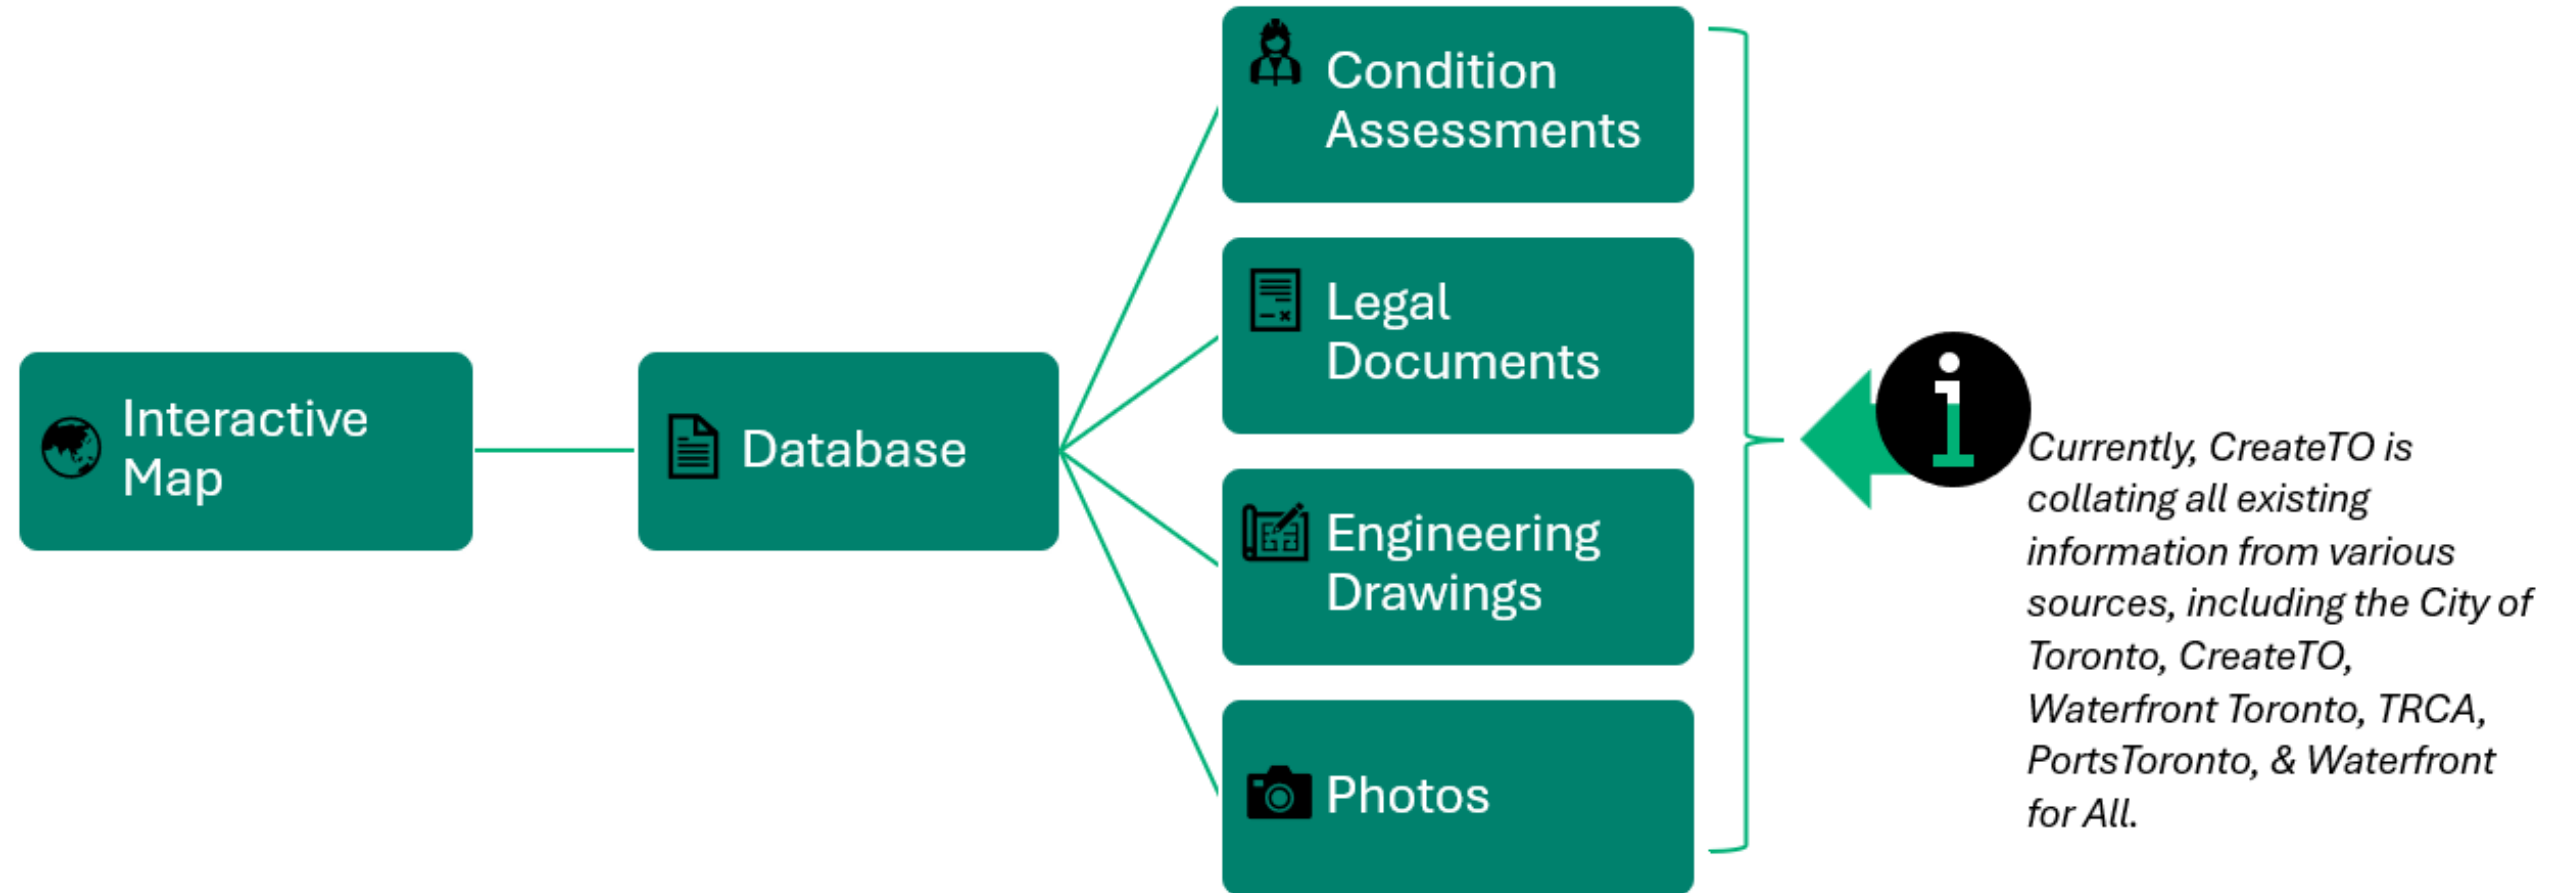 Interactive
Map
Database
Condition
Assessments
Legal
Documents
Engineering
Drawings
Photos
Currently, CreateTO is
collating all existing
information from various
sources, including the City of
Toronto, CreateTO,
Waterfront Toronto, TRCA,
PortsToronto, & Waterfront
for All.